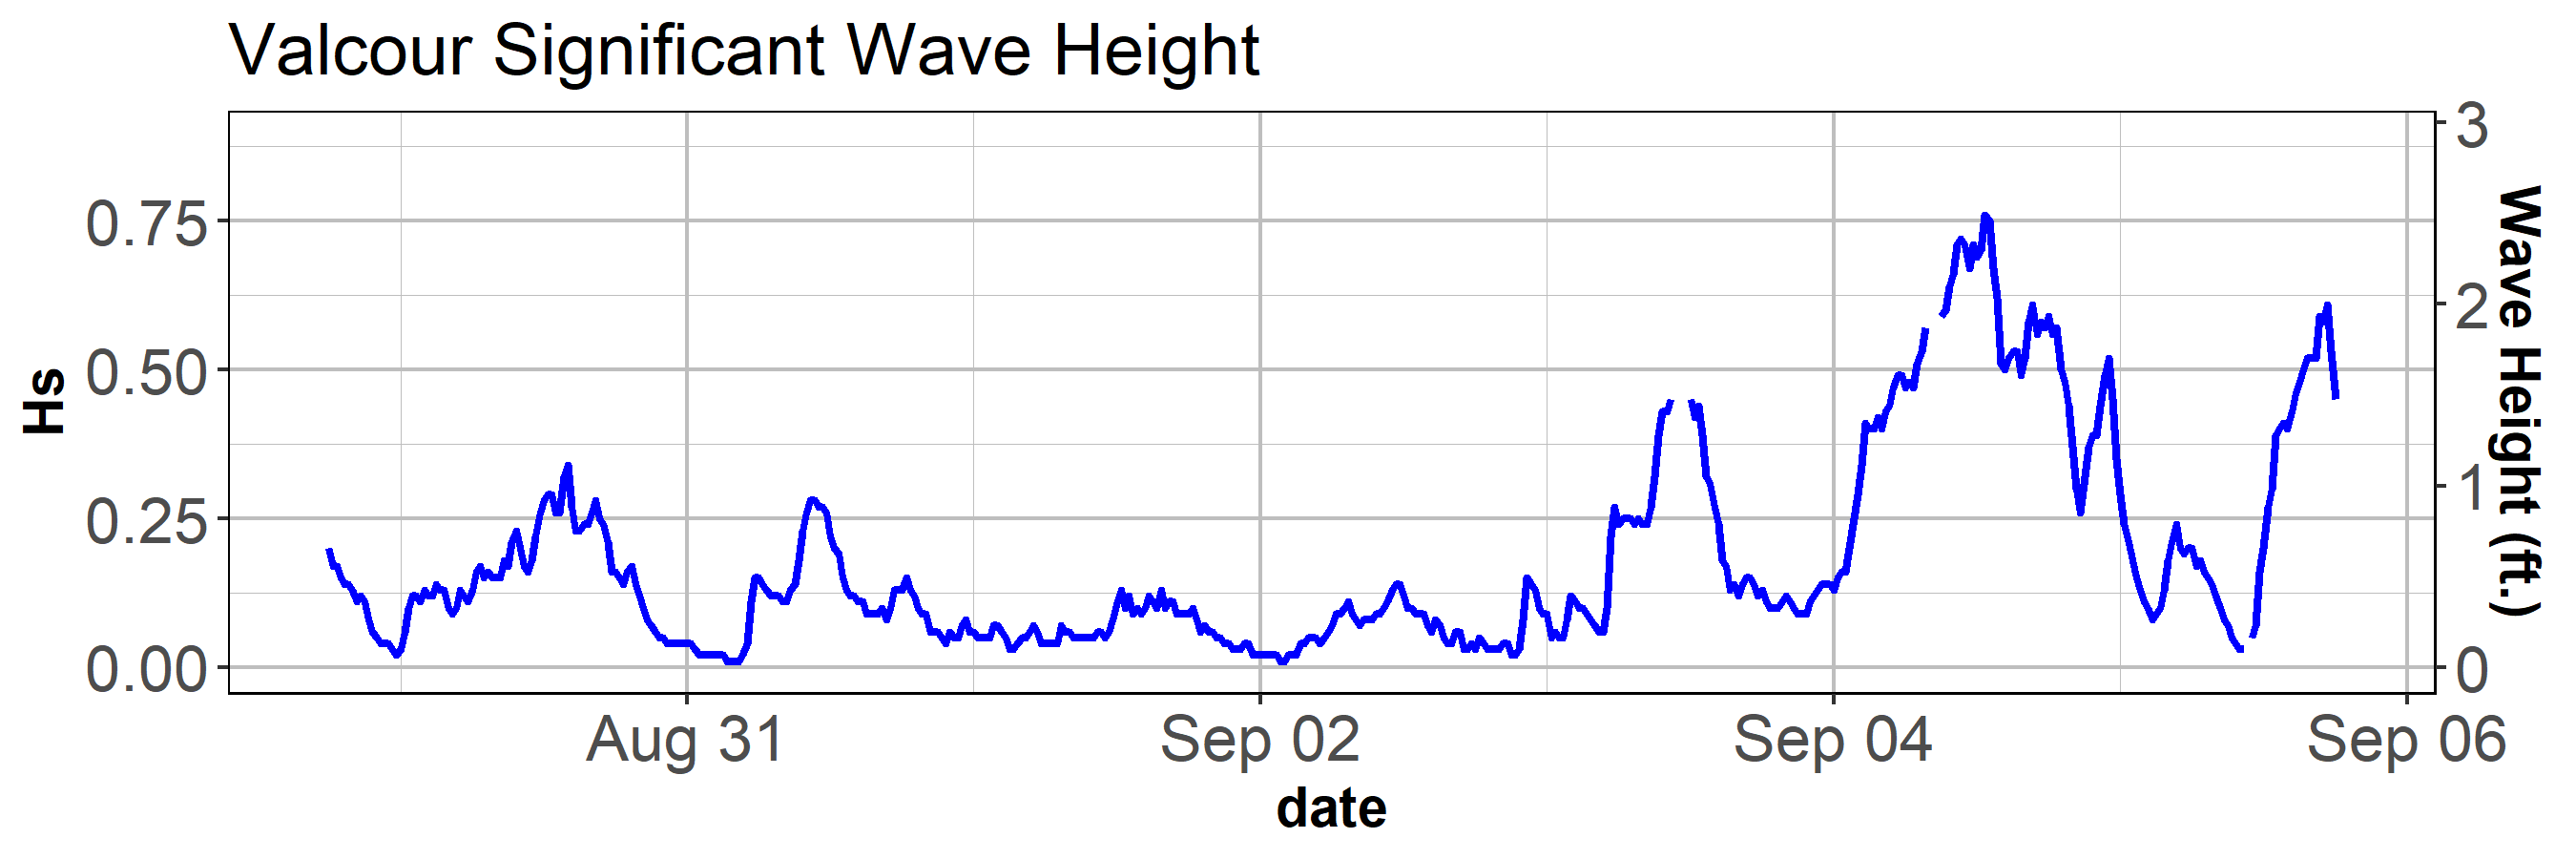 Valcour Significant Wave Height
Hs
0.75
0.50
0.25
0.00
3
2
1
0
Wave Height (ft.)
Aug 31
Sep 02
Sep 04
Sep 06
date